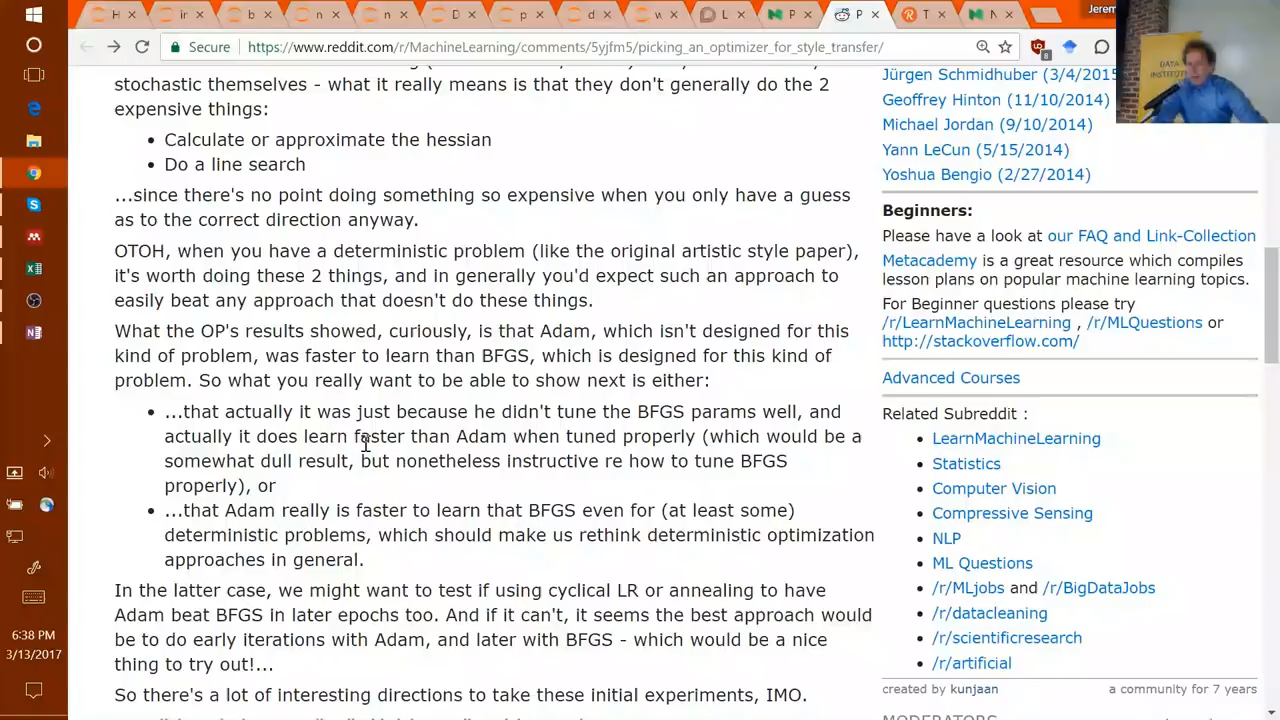 Jerem
Secure https://www.reddit.com/r/MachineLearning/comments/5yjfm5/picking_an_optimizer_for_style_transfer/
stochastic themselves - what it really means is that they don't generally do the 2
expensive things:
Calculate or approximate the hessian
Do a line search
...since there's no point doing something so expensive when you only have a guess
as to the correct direction anyway.
OTOH, when you have a deterministic problem (like the original artistic style paper),
it's worth doing these 2 things, and in generally you'd expect such an approach to
easily beat any approach that doesn't do these things.
What the OP's results showed, curiously, is that Adam, which isn't designed for this
kind of problem, was faster to learn than BFGS, which is designed for this kind of
problem. So what you really want to be able to show next is either:
...that actually it was just because he didn't tune the BFGS params well, and
actually it does learn faster than Adam when tuned properly (which would be a
somewhat dull result, but nonetheless instructive re how to tune BFGS
properly), or
...that Adam really is faster to learn that BFGS even for (at least some)
deterministic problems, which should make us rethink deterministic optimization
approaches in general.
In the latter case, we might want to test if using cyclical LR or annealing to have
Adam beat BFGS in later epochs too. And if it can't, it seems the best approach would
be to do early iterations with Adam, and later with BFGS - which would be a nice
thing to try out!...
So there's a lot of interesting directions to take these initial experiments, IMO.
Jürgen Schmidhuber (3/4/2015
Geoffrey Hinton (11/10/2014)
Michael Jordan (9/10/2014)
Yann LeCun (5/15/2014)
Yoshua Bengio (2/27/2014)
Beginners:
Please have a look at our FAQ and Link-Collection
Metacademy is a great resource which compiles
lesson plans on popular machine learning topics.
For Beginner questions please try
/r/LearnMachineLearning , /r/MLQuestions or
http://stackoverflow.com/
Advanced Courses
Related Subreddit :
LearnMachineLearning
Statistics
Computer Vision
Compressive Sensing
NLP
ML Questions
/r/MLjobs and /r/BigDataJobs
/r/datacleaning
/r/scientificresearch
/r/artificial
created by kunjaan a community for 7 years
DATA
INSTITUTE
6:38 PM
3/13/2017